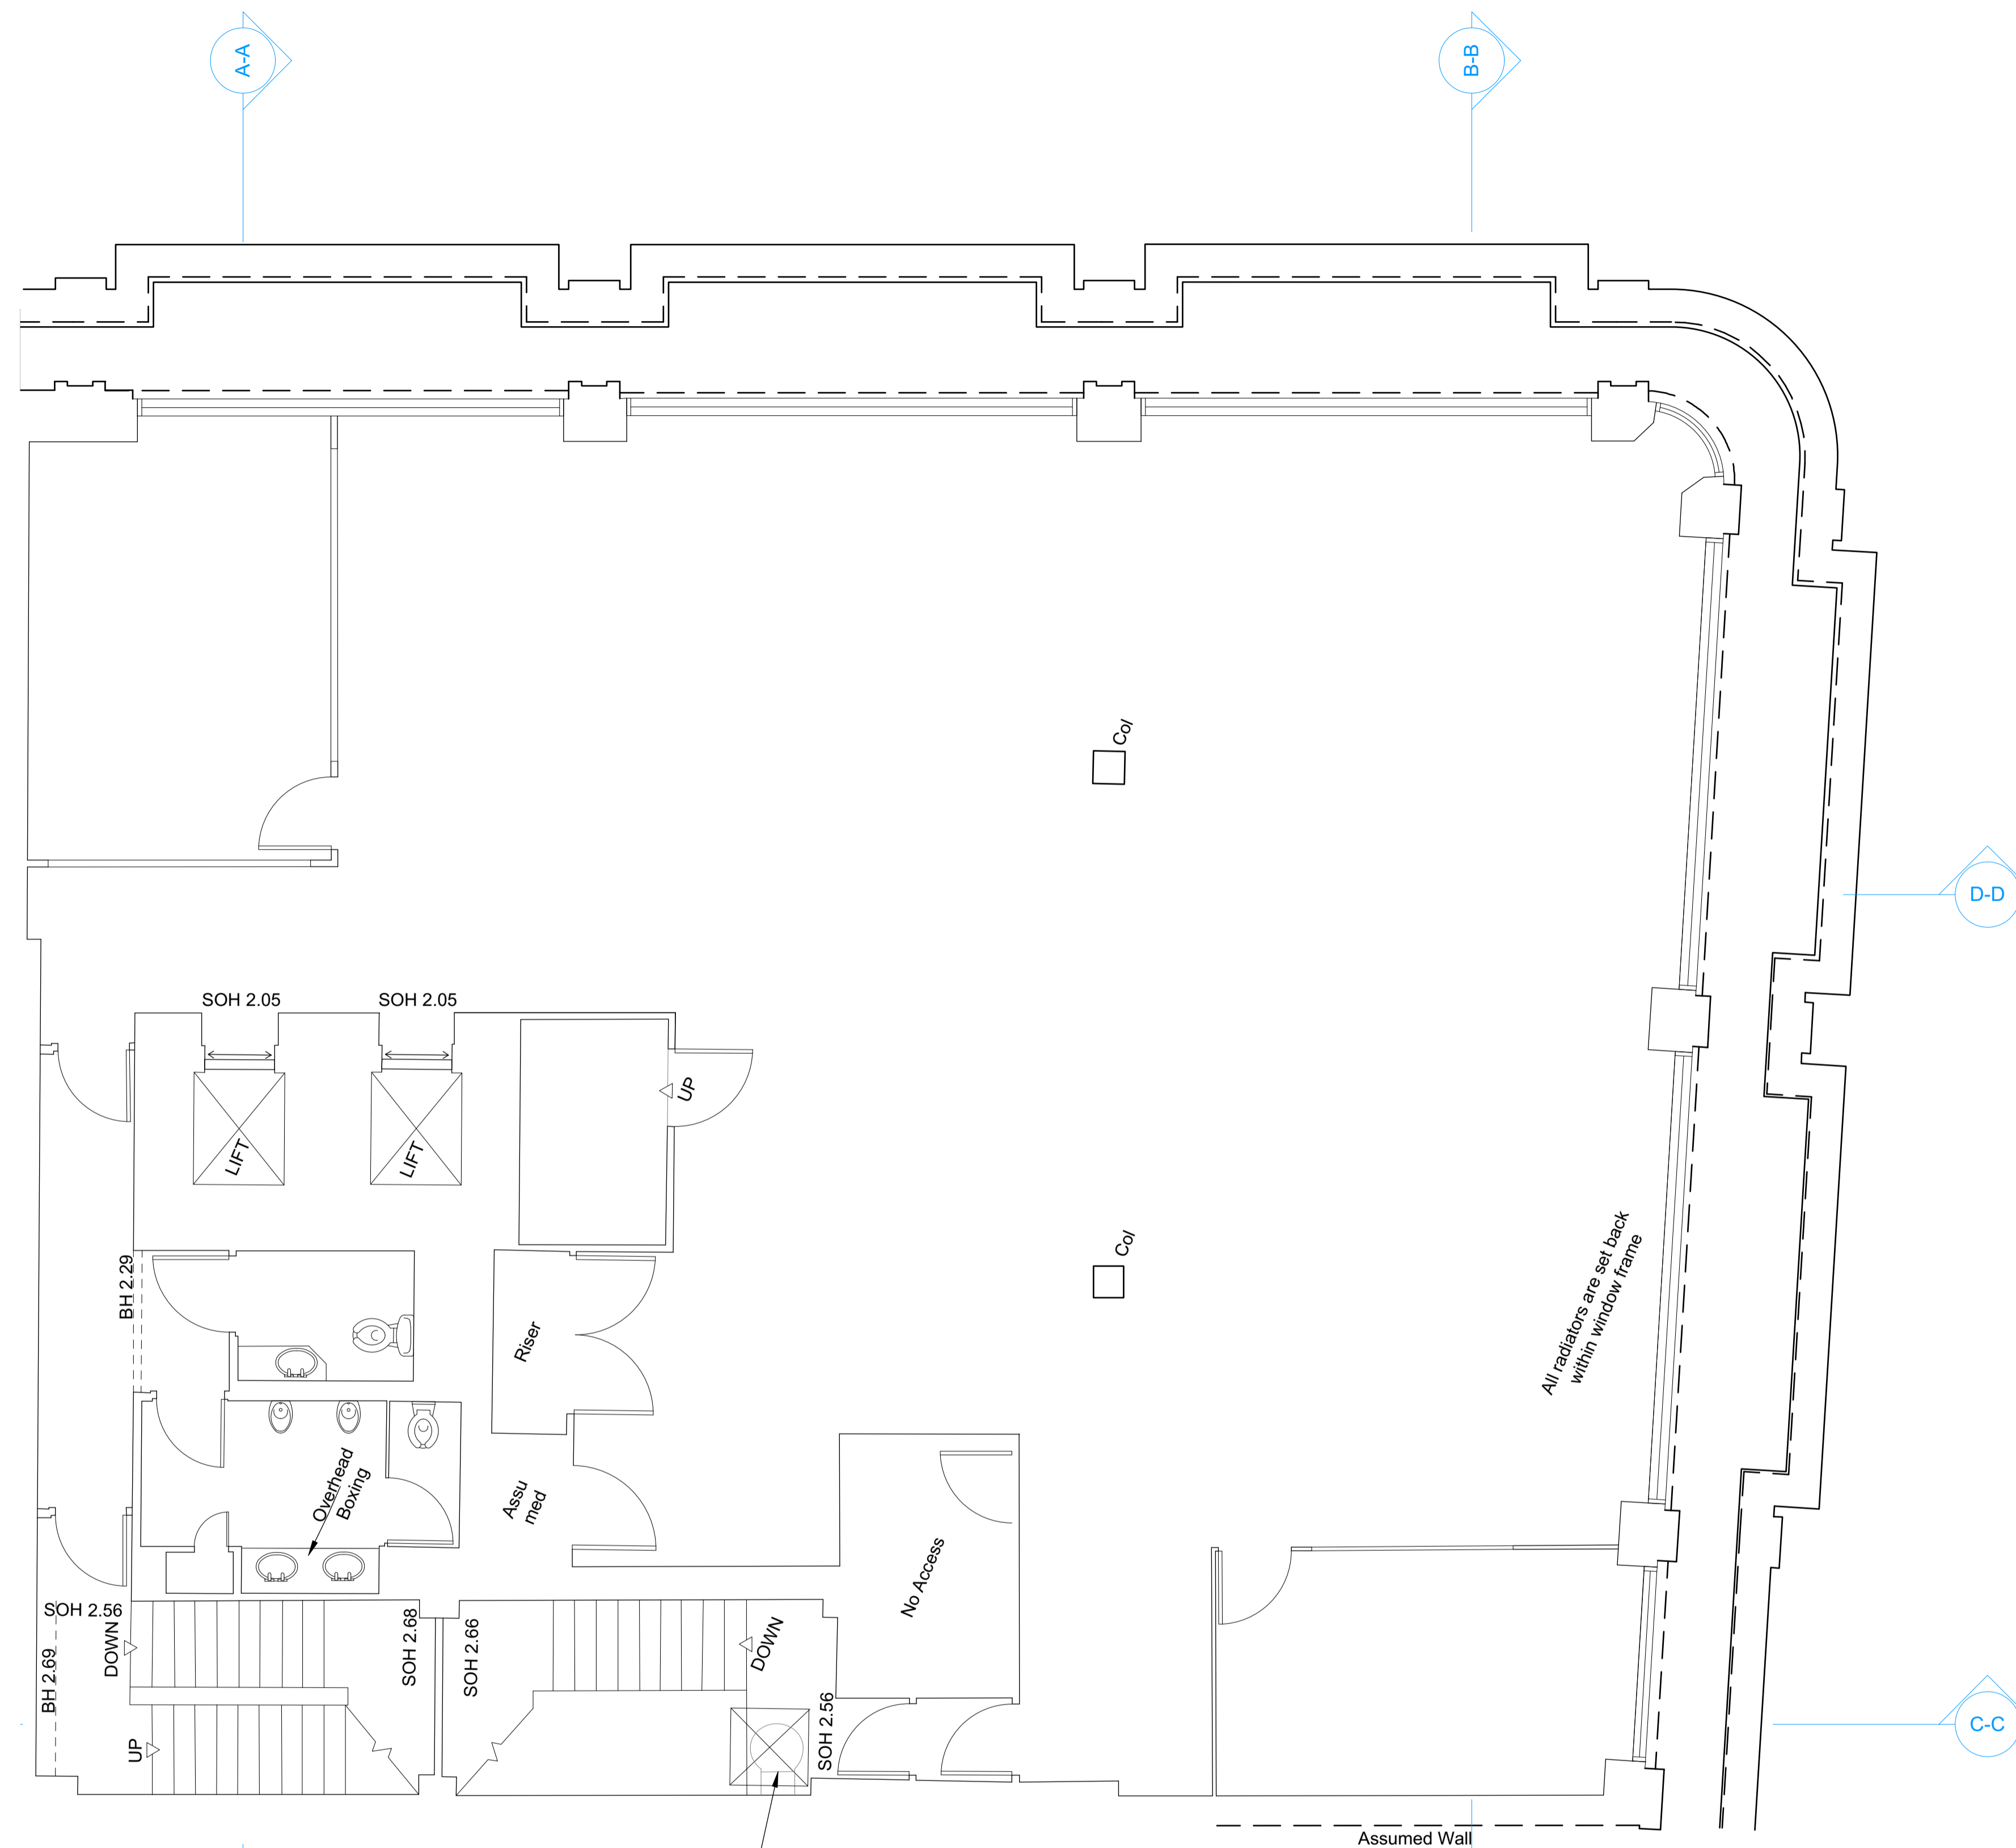 A-A
B-B
Col
D-D
SOH 2.05
SOH 2.05
UP
LIFT
LIFT
Col
All radiators are set back
within window frame
BH 2.29
Riser
Overhead
Boxing
Assu
med
No Access
SOH 2.56
DOWN
BH 2.69
SOH 2.68
SOH 2.66
DOWN
SOH 2.56
UP
C-C
Assumed Wall